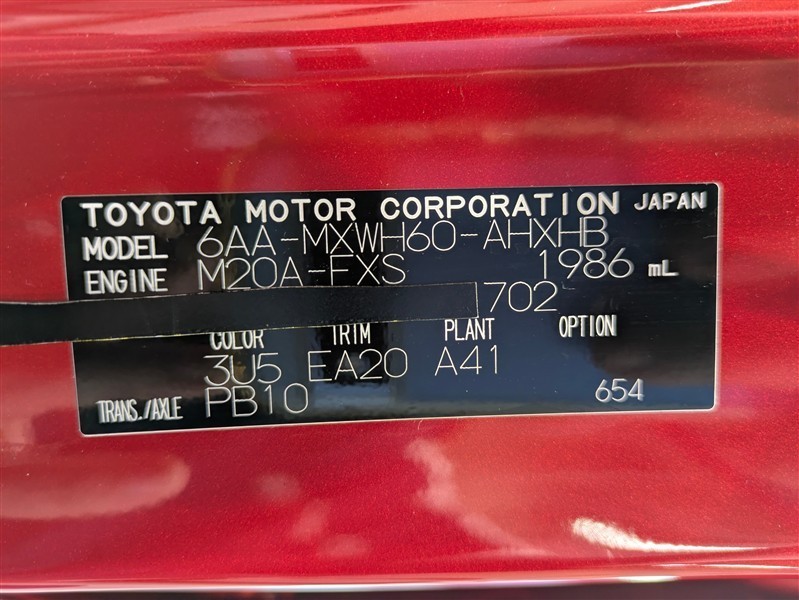 TOYOTA MOTOR CORPORATION JAPAN
MODEL 6AA-MXWH60-AHXHB
ENGINE M20A-FXS 1986 mL
702
COLOR TRIM PLANT OPTION
3U5 EA20 A41
TRANS./AXLE PB10 654